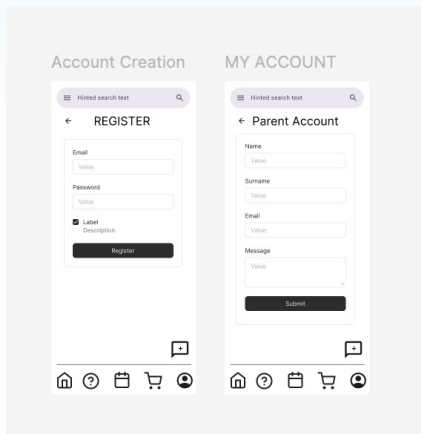 Account Creation
Hinted search text
REGISTER
Email
Value
Password
Value
Label
Description
Register
MY ACCOUNT
Hinted search text
Parent Account
Name
Value
Surname
Value
Email
Value
Message
Value
Submit